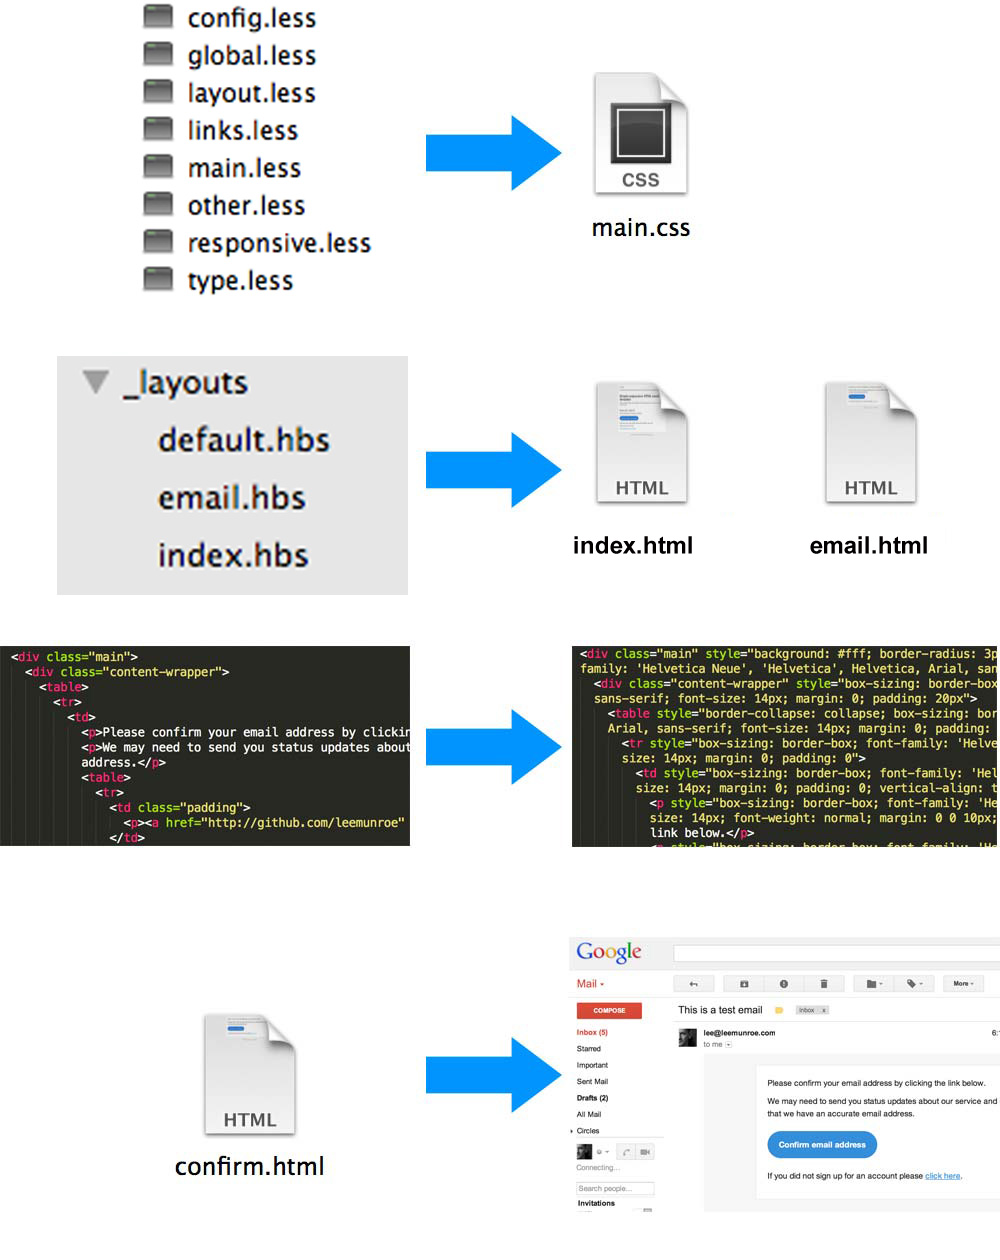 config.less
global.less
layout.less
links.less
main.less
other.less
responsive.less
type.less
CSS
main.css
_layouts
default.hbs
email.hbs
index.hbs
HTML
index.html
HTML
email.html
<div class="main">
<div class="content-wrapper">
<table>
<tr>
<td>
<p>Please confirm your email address by clickin
<p>We may need to send you status updates about
address.</p>
<table>
<tr>
<td class="padding">
<p><a href="http://github.com/leemunroe"
</td>
<div class="main" style="background: #fff; border-radius: 3p
family: 'Helvetica Neue', 'Helvetica', Helvetica, Arial, san
<div class="content-wrapper" style="box-sizing: border-box
sans-serif; font-size: 14px; margin: 0; padding: 20px">
<table style="border-collapse: collapse; box-sizing: bor
Arial, sans-serif; font-size: 14px; margin: 0; padding:
<tr style="box-sizing: border-box; font-family: 'Helve
size: 14px; margin: 0; padding: 0">
<td style="box-sizing: border-box; font-family: 'Hel
size: 14px; margin: 0; padding: 0; vertical-align: t
<p style="box-sizing: border-box; font-family: 'He
size: 14px; font-weight: normal; margin: 0 0 10px;
link below.</p>
HTML
confirm.html
Google
Mail
More
COMPOSE
This is a test email
Inbox x
Inbox (5)
Starred
Important
Sent Mail
Drafts (2)
All Mail
Circles
Connecting...
Search people...
Invitations
lee@leemunroe.com
6:
to me
Please confirm your email address by clicking the link below.
We may need to send you status updates about our service and
that we have an accurate email address.
Confirm email address
If you did not sign up for an account please click here.